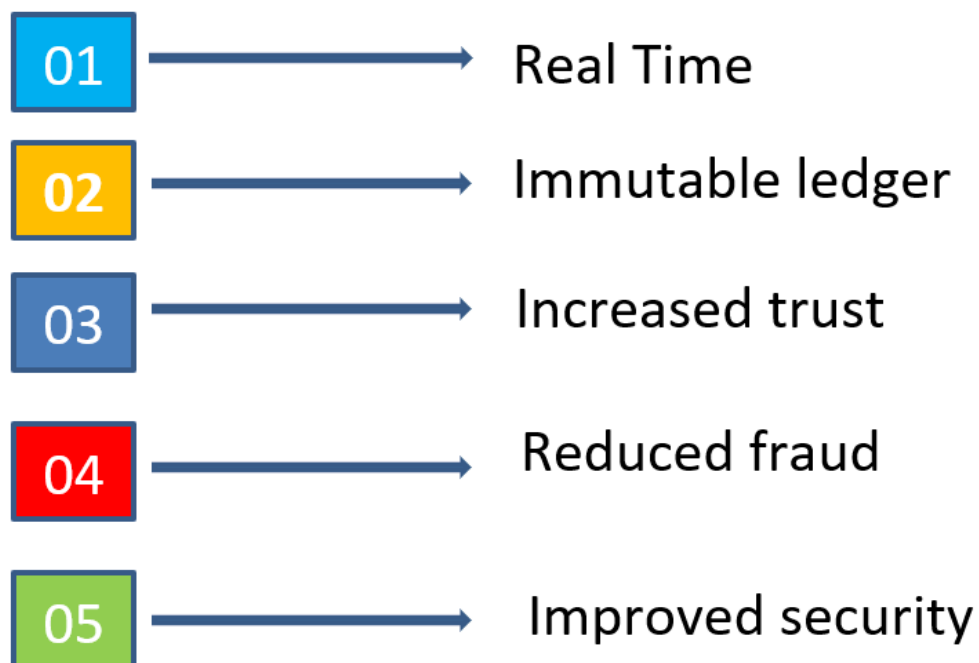 01 Real Time
02 Immutable ledger
03 Increased trust
04 Reduced fraud
05 Improved security